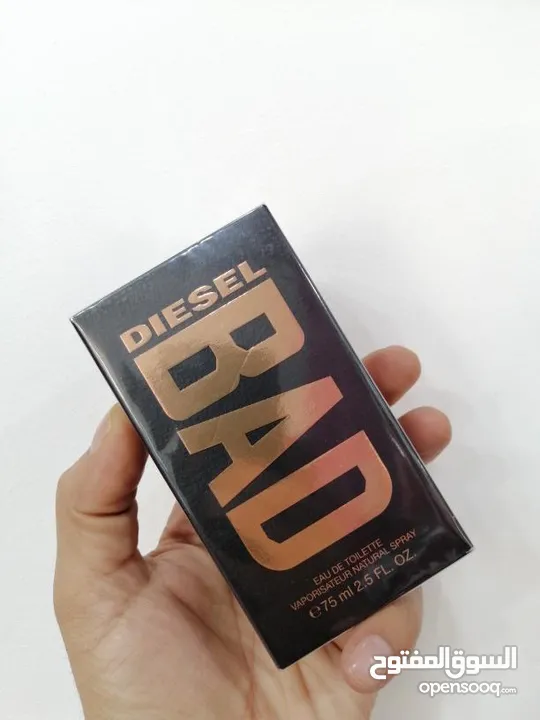 DIESEL
BAD
EAU DE TOILETTE
VAPORISATEUR NATURAL SPRAY
℮ 75 ml 2.5 FL. OZ.
السوق المفتوح
opensooq.com